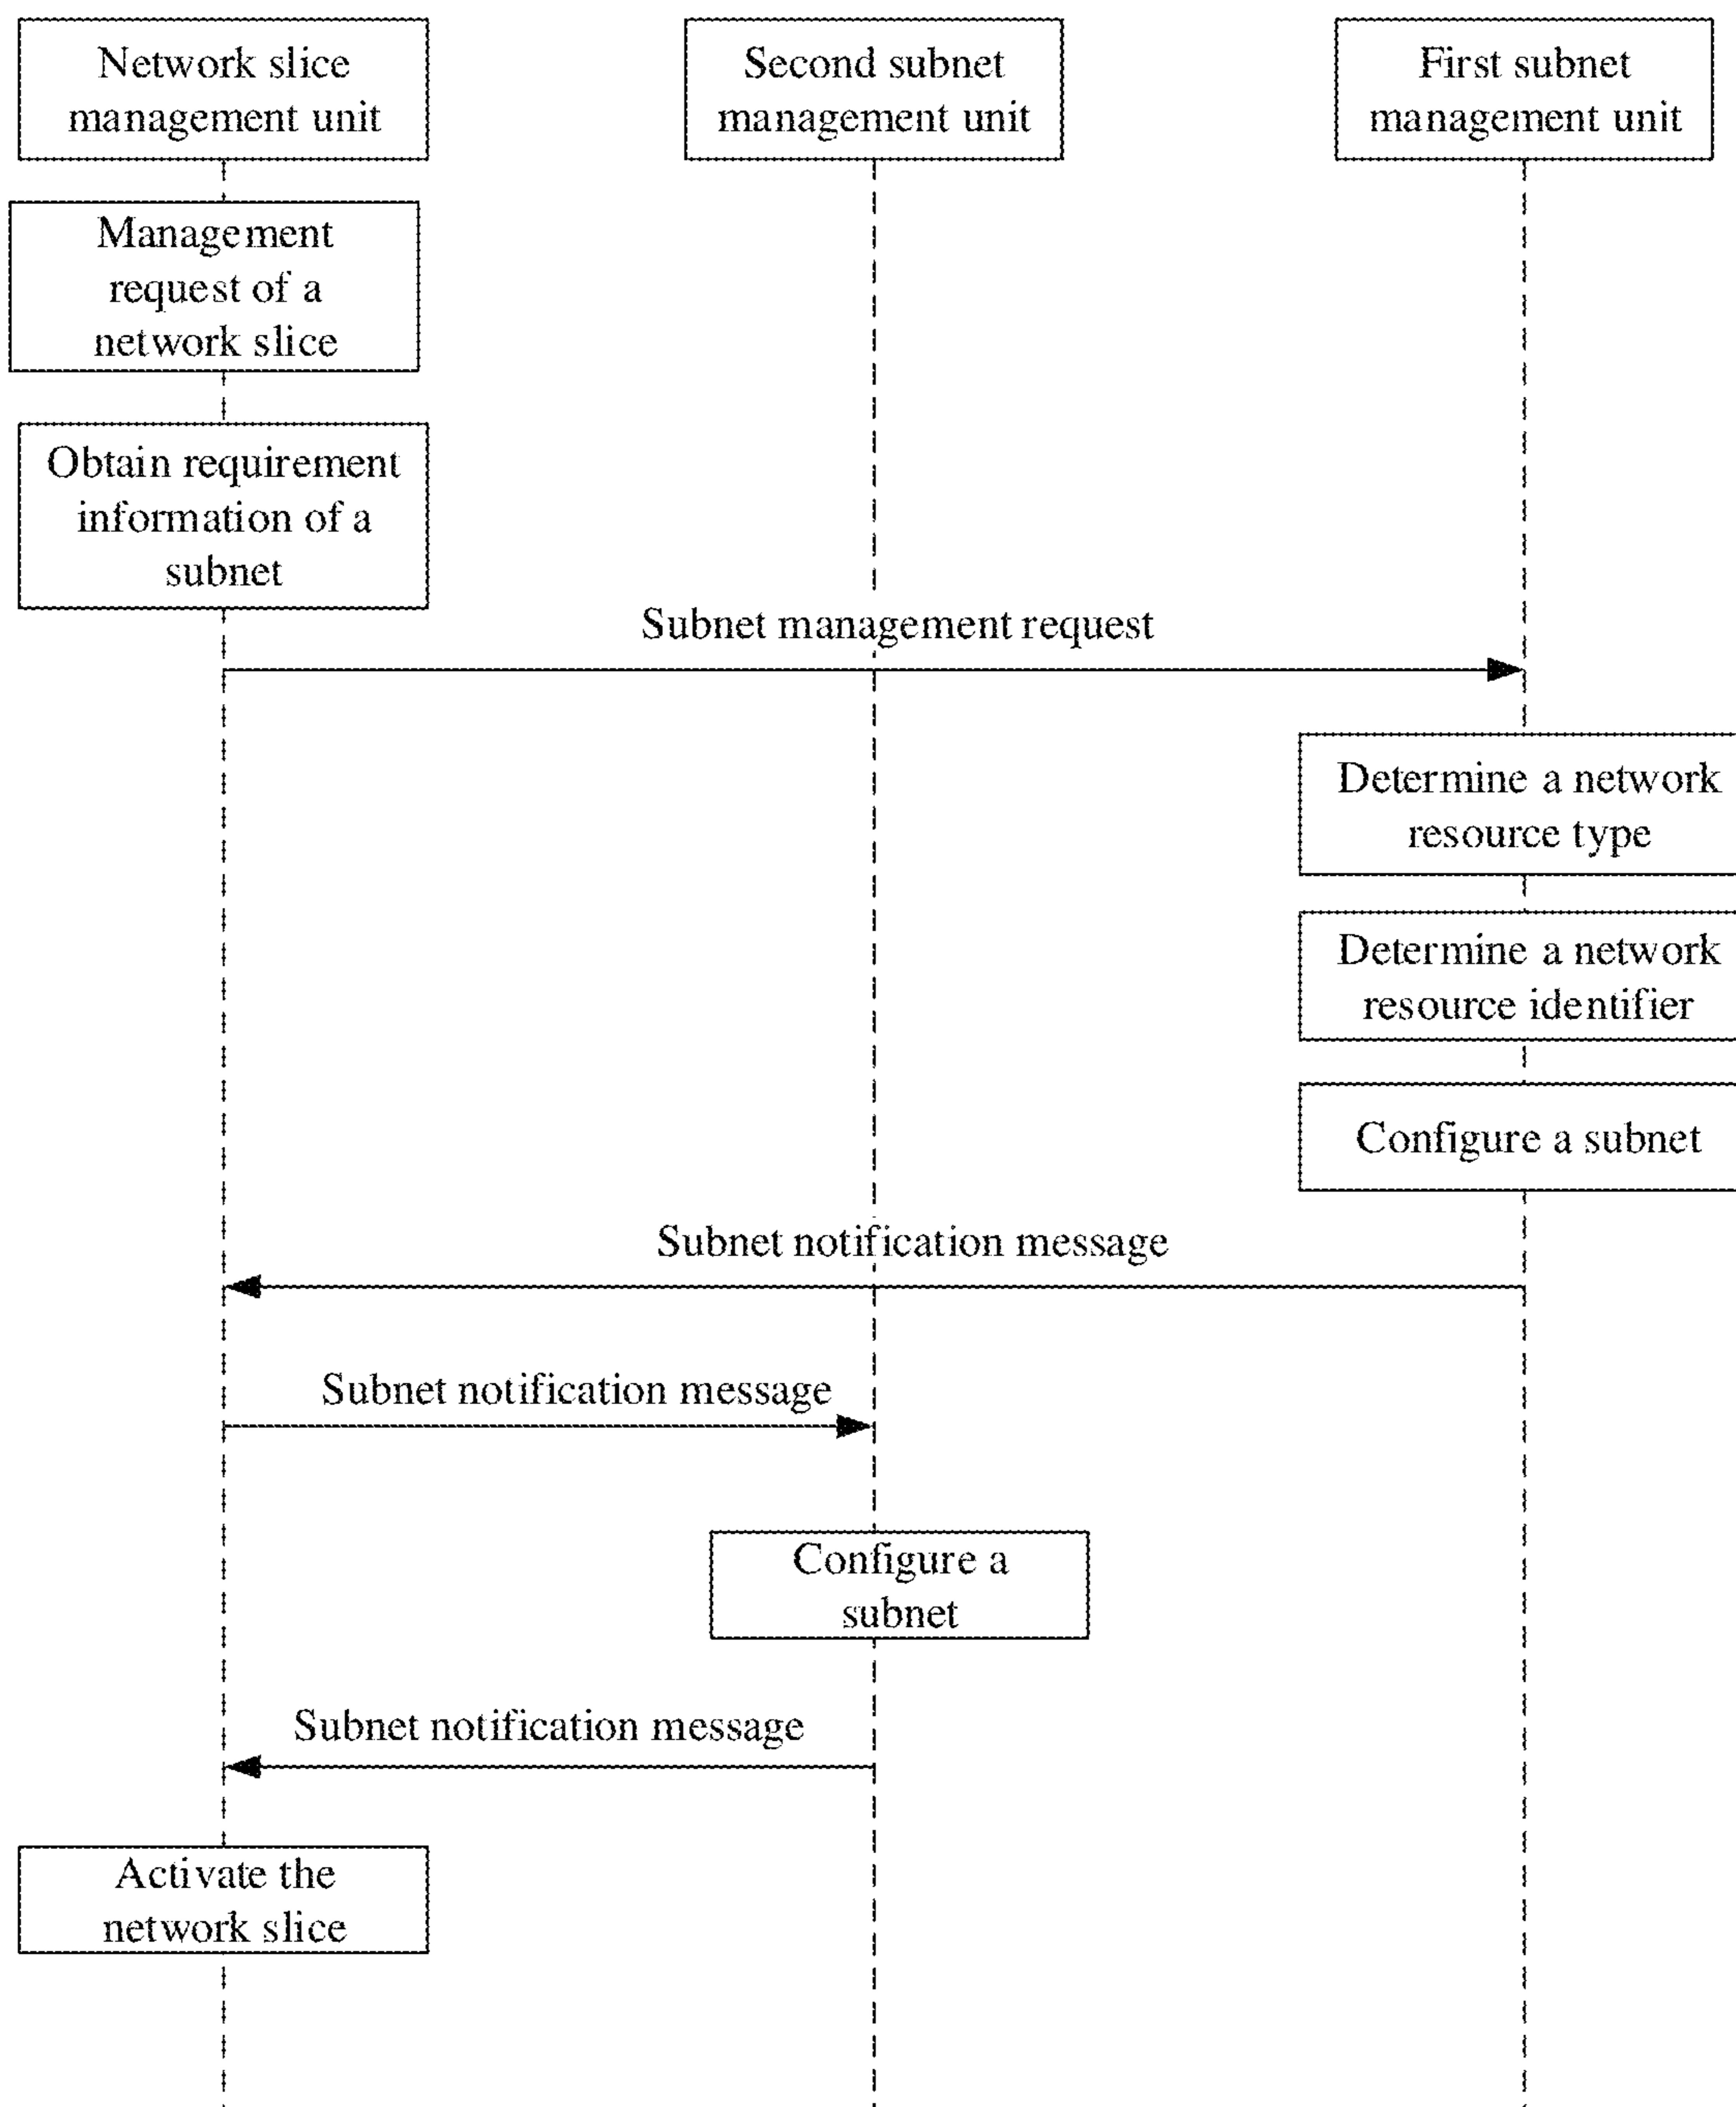 Network slice
management unit
Second subnet
management unit
First subnet
management unit
Management
request of a
network slice
Obtain requirement
information of a
subnet
Subnet management request
Determine a network
resource type
Determine a network
resource identifier
Configure a subnet
Subnet notification message
Subnet notification message
Configure a
subnet
Subnet notification message
Activate the
network slice